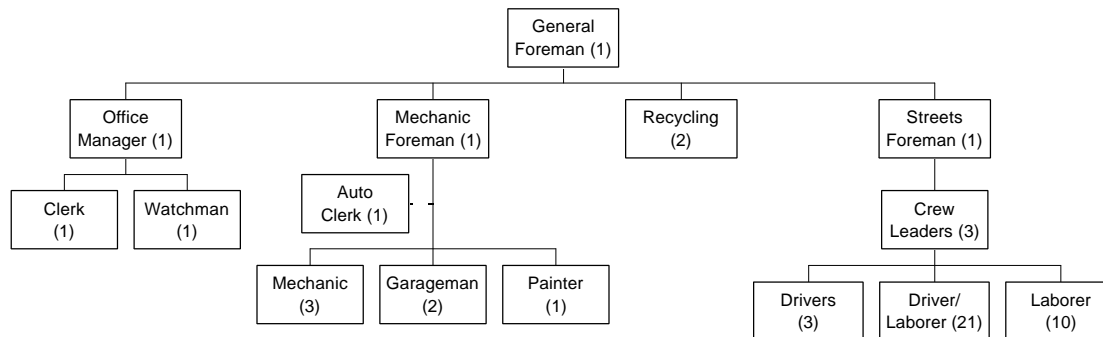 General
Foreman (1)
Office
Manager (1)
Mechanic
Foreman (1)
Recycling
(2)
Streets
Foreman (1)
Clerk
(1)
Watchman
(1)
Auto
Clerk (1)
Crew
Leaders (3)
Mechanic
(3)
Garageman
(2)
Painter
(1)
Drivers
(3)
Driver/
Laborer (21)
Laborer
(10)